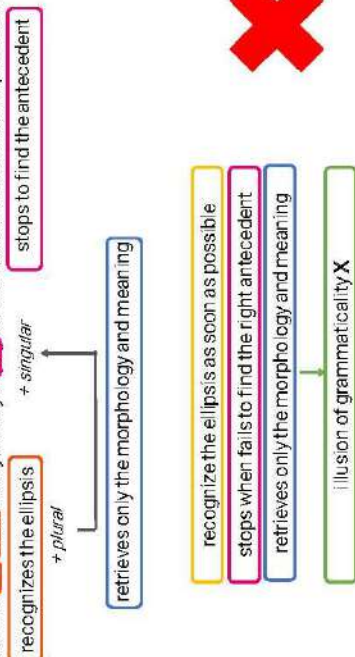 recognizes the ellipsis
stops to find the antecedent
+ plural
+ singular
retrieves only the morphology and meaning
recognize the ellipsis as soon as possible
stops when fails to find the right antecedent
retrieves only the morphology and meaning
illusion of grammaticality X